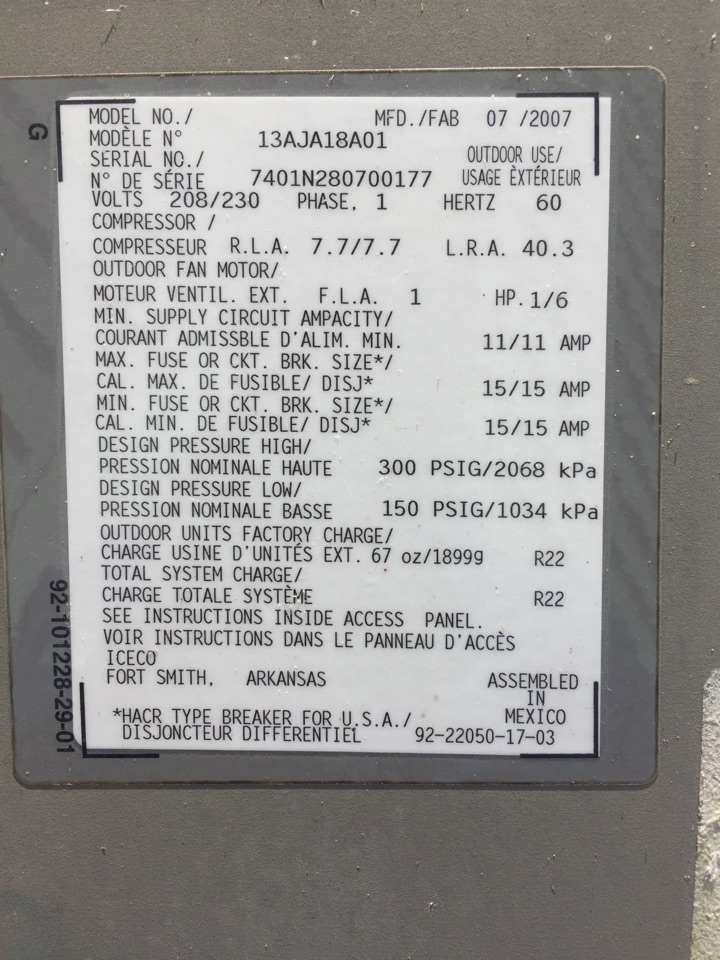 G
MODEL NO./ MFD./FAB 07 /2007
MODÈLE N° 13AJA18A01
SERIAL NO./ OUTDOOR USE/
N° DE SÉRIE 7401N280700177 USAGE ÈXTÉRIEUR
VOLTS 208/230 PHASE. 1 HERTZ 60
COMPRESSOR /
COMPRESSEUR R.L.A. 7.7/7.7 L.R.A. 40.3
OUTDOOR FAN MOTOR/
MOTEUR VENTIL. EXT. F.L.A. 1 HP. 1/6
MIN. SUPPLY CIRCUIT AMPACITY/
COURANT ADMISSBLE D'ALIM. MIN. 11/11 AMP
MAX. FUSE OR CKT. BRK. SIZE*/
CAL. MAX. DE FUSIBLE/ DISJ* 15/15 AMP
MIN. FUSE OR CKT. BRK. SIZE*/
CAL. MIN. DE FUSIBLE/ DISJ* 15/15 AMP
DESIGN PRESSURE HIGH/
PRESSION NOMINALE HAUTE 300 PSIG/2068 kPa
DESIGN PRESSURE LOW/
PRESSION NOMINALE BASSE 150 PSIG/1034 kPa
OUTDOOR UNITS FACTORY CHARGE/
CHARGE USINE D'UNITÉS EXT. 67 oz/1899g R22
TOTAL SYSTEM CHARGE/
CHARGE TOTALE SYSTÈME R22
SEE INSTRUCTIONS INSIDE ACCESS PANEL.
VOIR INSTRUCTIONS DANS LE PANNEAU D'ACCÈS
ICECO
FORT SMITH, ARKANSAS ASSEMBLED
IN
MEXICO
*HACR TYPE BREAKER FOR U.S.A./
DISJONCTEUR DIFFERENTIEL 92-22050-17-03
92-101228-29-01